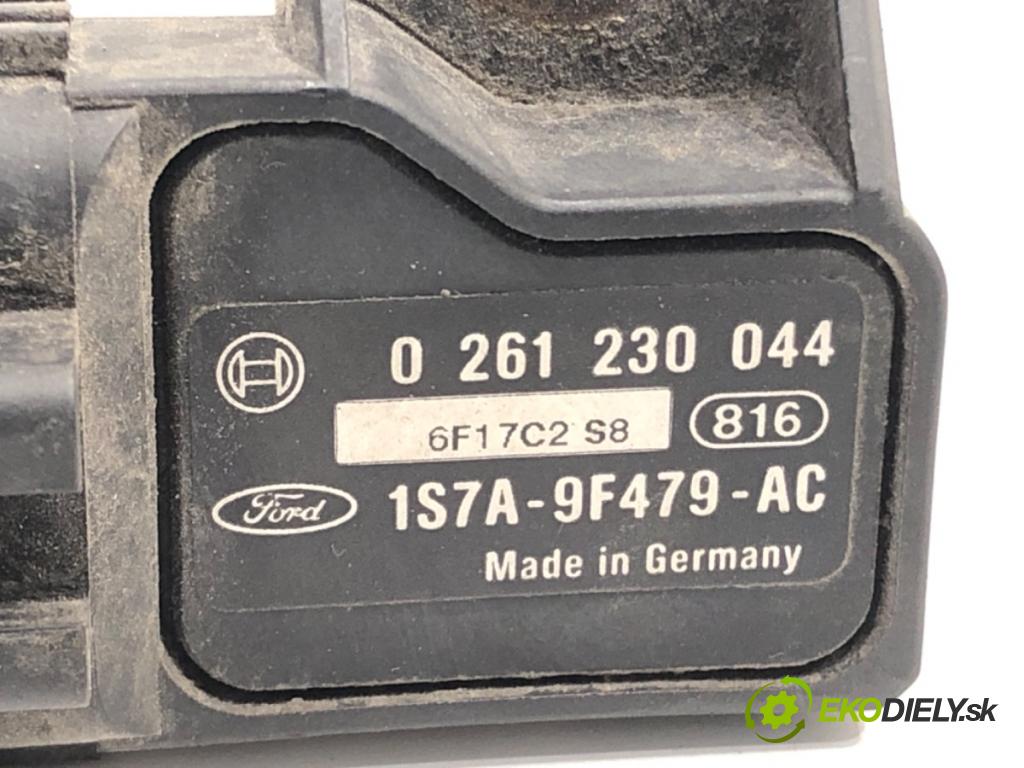 0 261 230 044
6F17C2 S8
816
Ford
1S7A-9F479-AC
Made in Germany
EKODIELY.sk